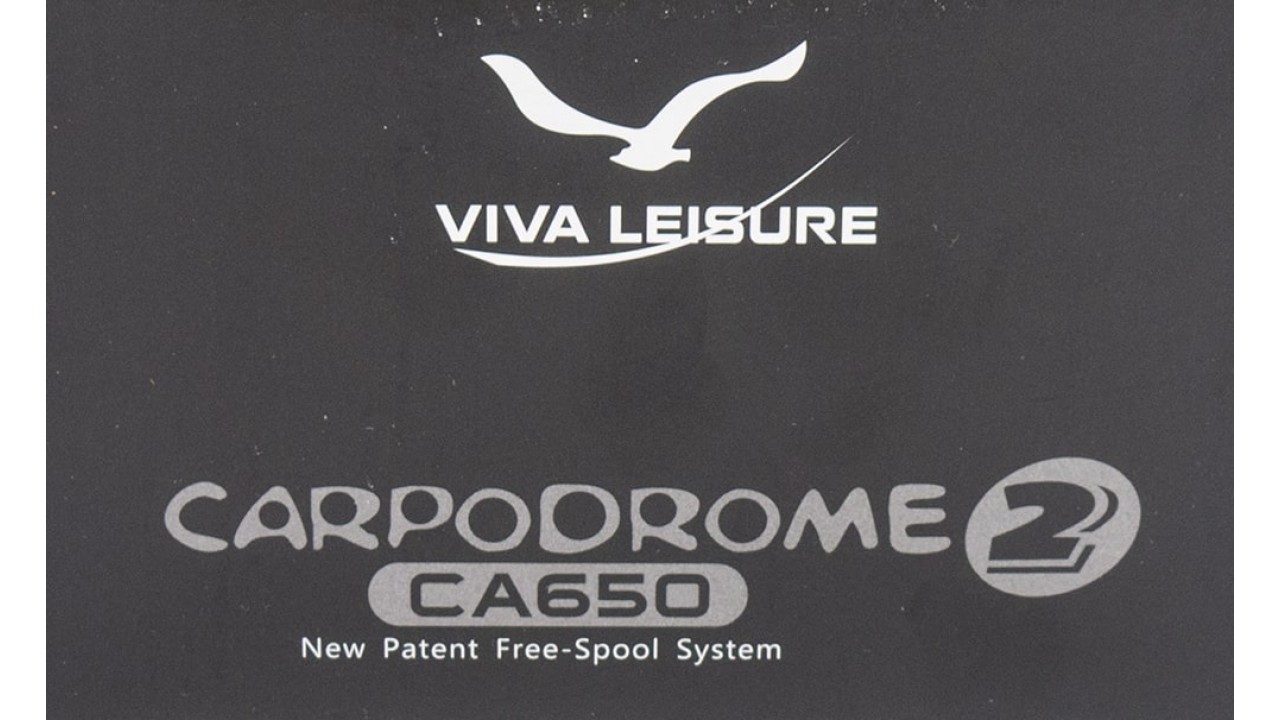 VIVA LEISURE
CARPODROME 2
CA650
New Patent Free-Spool System